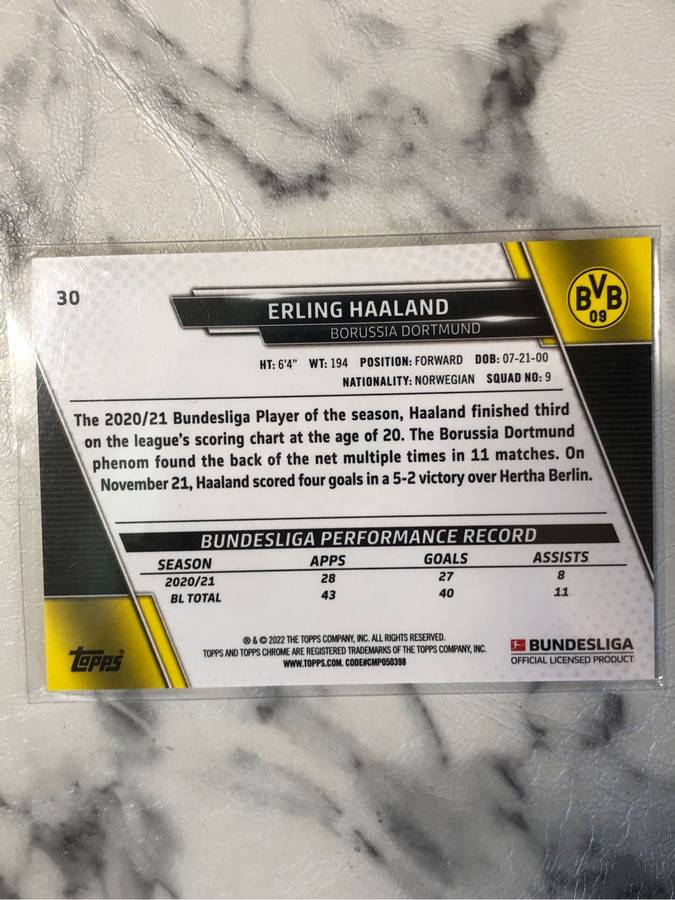 30
BVB
09
ERLING HAALAND
BORUSSIA DORTMUND
HT: 6'4" WT: 194 POSITION: FORWARD DOB: 07-21-00
NATIONALITY: NORWEGIAN SQUAD NO: 9
The 2020/21 Bundesliga Player of the season, Haaland finished third
on the league's scoring chart at the age of 20. The Borussia Dortmund
phenom found the back of the net multiple times in 11 matches. On
November 21, Haaland scored four goals in a 5-2 victory over Hertha Berlin.
BUNDESLIGA PERFORMANCE RECORD
SEASON APPS GOALS ASSISTS
2020/21 28 27 8
BL TOTAL 43 40 11
topps
® & © 2022 THE TOPPS COMPANY, INC. ALL RIGHTS RESERVED.
TOPPS AND TOPPS CHROME ARE REGISTERED TRADEMARKS OF THE TOPPS COMPANY, INC.
WWW.TOPPS.COM. CODE#CMP050398
BUNDESLIGA
OFFICIAL LICENSED PRODUCT